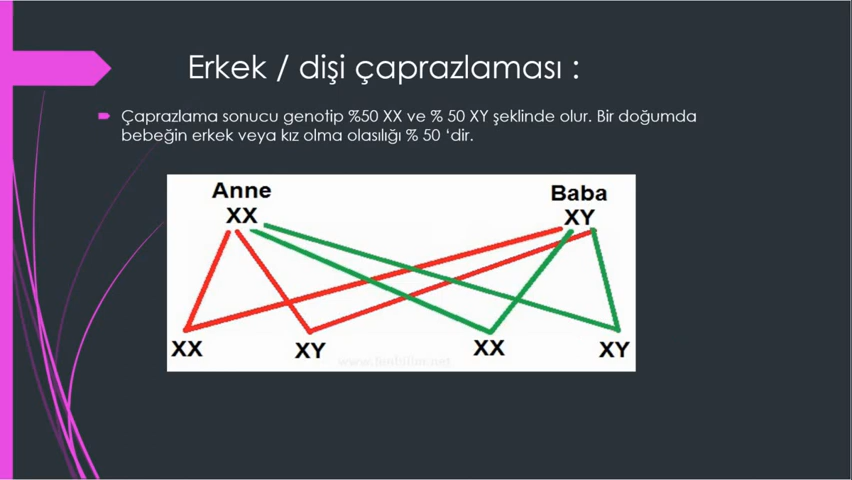 Erkek / dişi çaprazlaması :
Çaprazlama sonucu genotip %50 XX ve % 50 XY şeklinde olur. Bir doğumda
bebeğin erkek veya kız olma olasılığı % 50 ‘dir.
Anne Baba
XX XY
XX XY XX XY